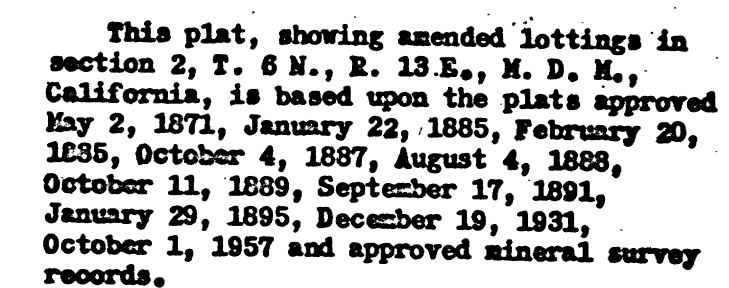 This plat, showing amended lottings in
section 2, T. 6 N., R. 13 E., M. D. M.,
California, is based upon the plats approved
May 2, 1871, January 22, 1885, February 20,
1885, October 4, 1887, August 4, 1888,
October 11, 1889, September 17, 1891,
January 29, 1895, December 19, 1931,
October 1, 1957 and approved mineral survey
records.